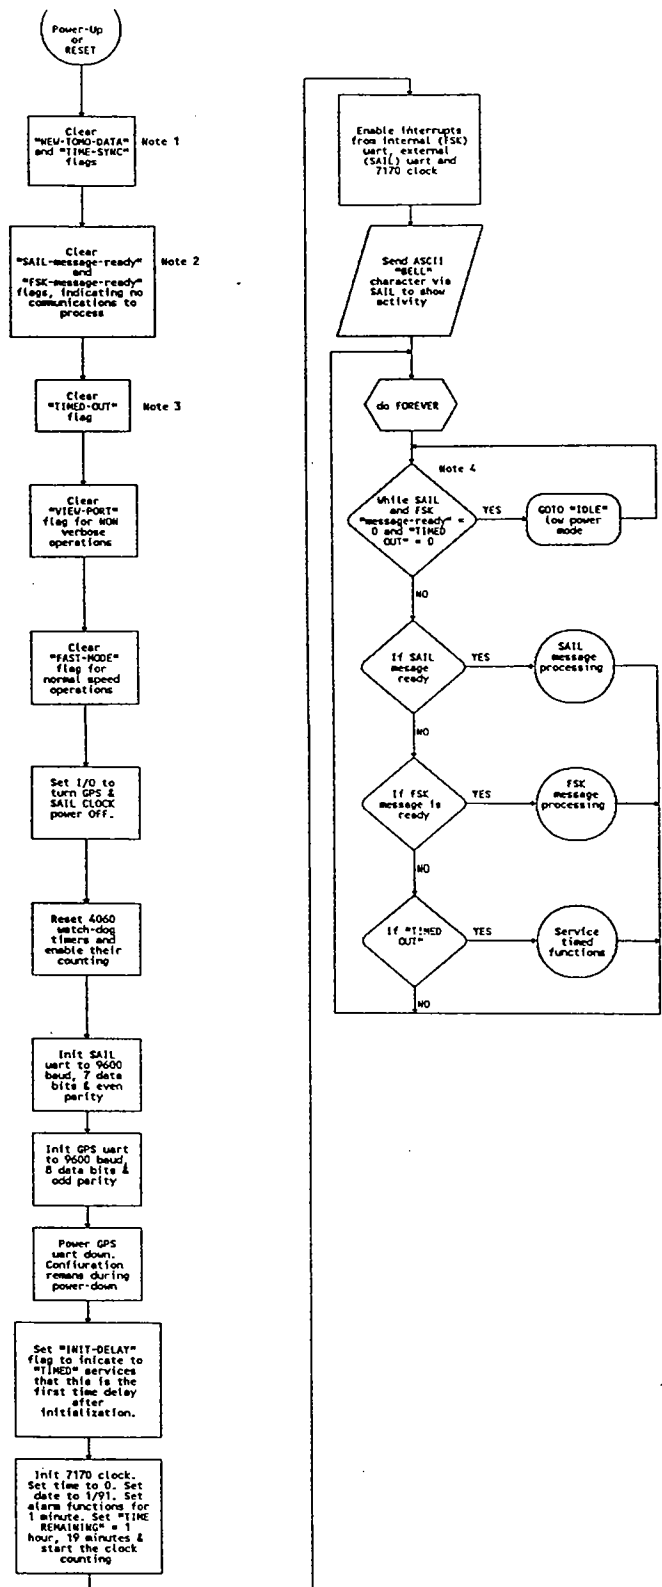 Power-Up
or
RESET
Clear
"NEW-TOMO-DATA"
and "TIME-SYNC"
flags
Note 1
Clear
"SAIL-message-ready"
and
"FSK-message-ready"
flags, indicating no
communications to
process
Note 2
Clear
"TIMED-OUT"
flag
Note 3
Clear
"VIEW-PORT"
flag for NON
verbose
operations
Clear
"FAST-MODE"
flag for
normal speed
operations
Set I/O to
turn GPS &
SAIL CLOCK
power OFF.
Reset 4060
watch-dog
timers and
enable their
counting
Init SAIL
uart to 9600
baud, 7 data
bits & even
parity
Init GPS uart
to 9600 baud,
8 data bits &
odd parity
Power GPS
uart down.
Confiuration
remans during
power-down
Set "INIT-DELAY"
flag to inicate to
"TIMED" services
that this is the
first time delay
after
initialization.
Init 7170 clock.
Set time to 0. Set
date to 1/91. Set
alarm functions for
1 minute. Set "TIME
REMAINING" = 1
hour, 19 minutes &
start the clock
counting
Enable interrupts
from internal (FSK)
uart, external
(SAIL) uart and
7170 clock
Send ASCII
"BELL"
character via
SAIL to show
activity
do FOREVER
Note 4
While SAIL
and FSK
"message-ready" =
0 and "TIMED
OUT" = 0
YES
GOTO "IDLE"
low power
mode
NO
If SAIL
mesage
ready
YES
SAIL
message
processing
NO
If FSK
message is
ready
YES
FSK
message
processing
NO
If "TIMED
OUT"
YES
Service
timed
functions
NO